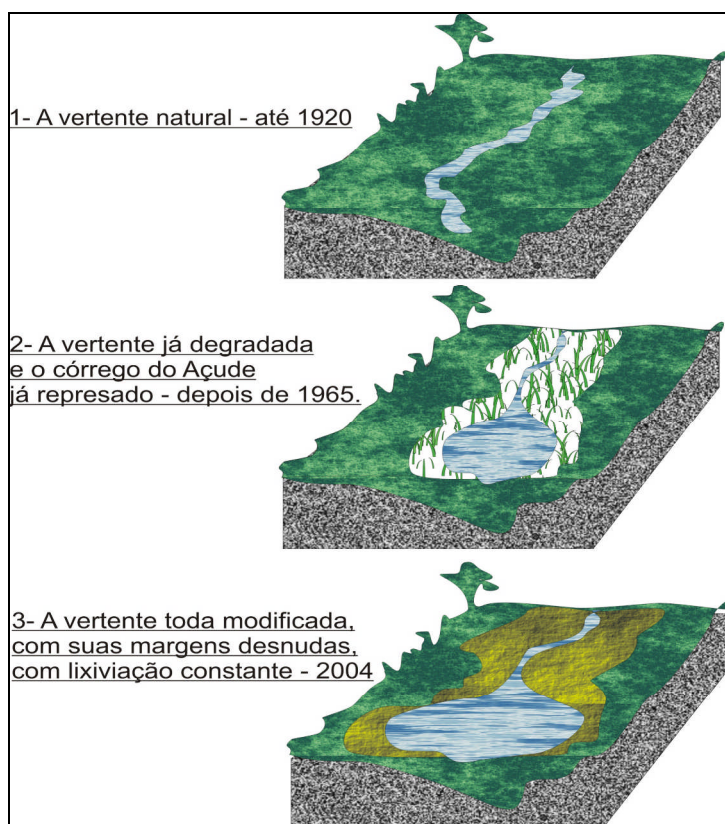 1- A vertente natural - até 1920
2- A vertente já degradada
e o córrego do Açude
já represado - depois de 1965.
3- A vertente toda modificada,
com suas margens desnudas,
com lixiviação constante - 2004